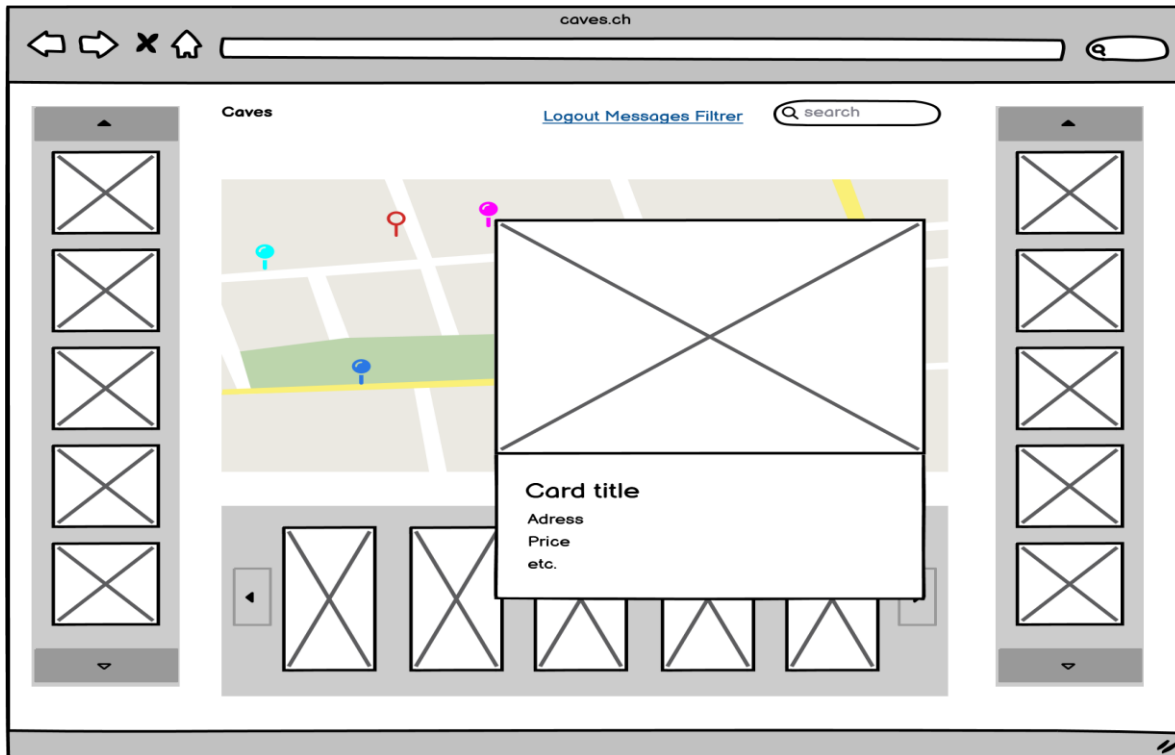 caves.ch
Caves
Logout Messages Filtrer
search
Card title
Adress
Price
etc.